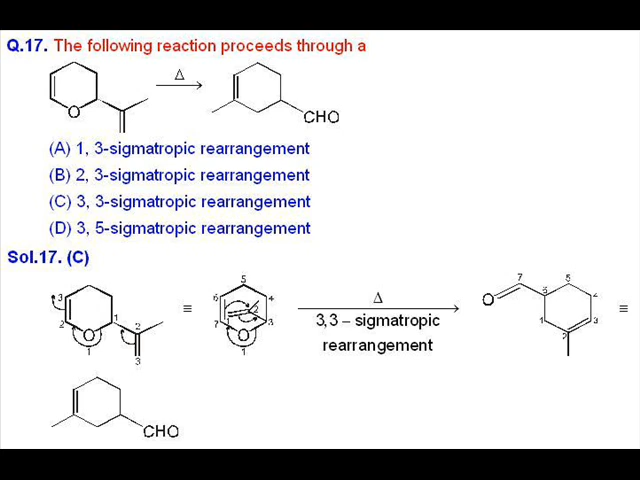 Q.17. The following reaction proceeds through a
Δ
O
CHO
(A) 1, 3-sigmatropic rearrangement
(B) 2, 3-sigmatropic rearrangement
(C) 3, 3-sigmatropic rearrangement
(D) 3, 5-sigmatropic rearrangement
Sol.17. (C)
3 2 O 1 1 2 3
≡
5 6 4 7 1 2 3 O 1
Δ
3,3 – sigmatropic
rearrangement
O 7 6 5 4 3 2 1
≡
CHO